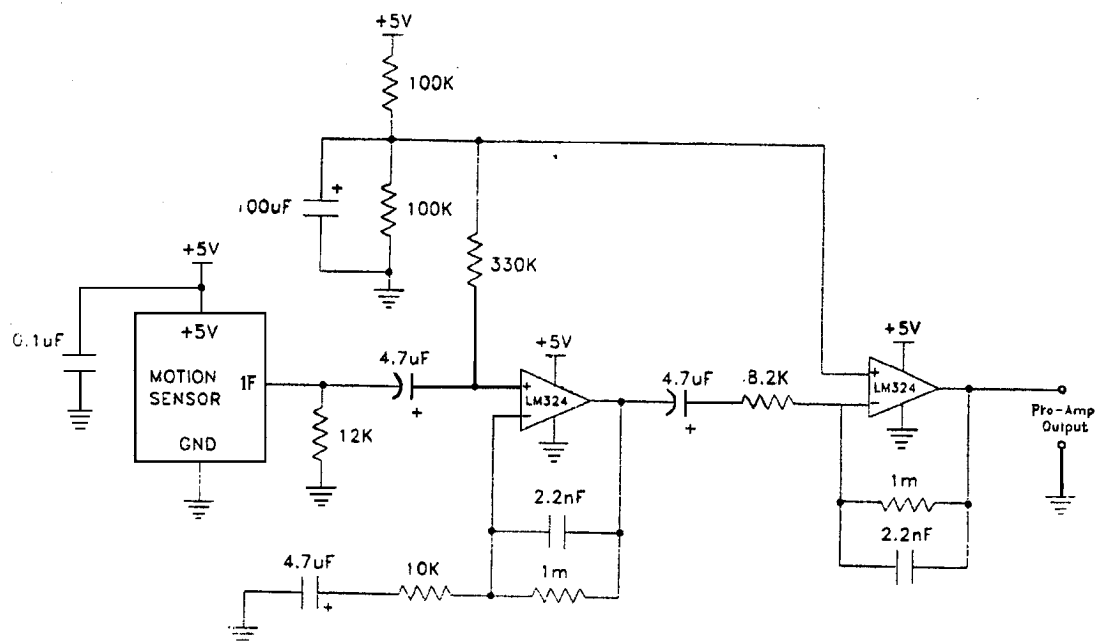 +5V
100K
100uF
100K
+5V
330K
0.1uF
+5V
MOTION
SENSOR
1F
GND
4.7uF
+
12K
+
+5V
+
LM324
−
4.7uF
+
8.2K
+5V
+
LM324
−
Pre-Amp
Output
2.2nF
1m
4.7uF
+
10K
1m
2.2nF